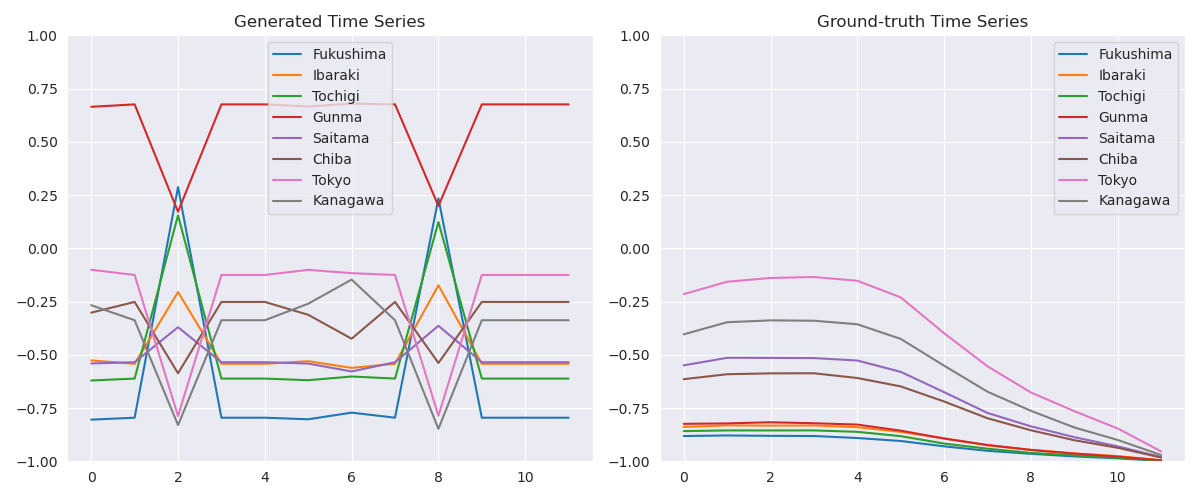 Generated Time Series
1.00
0.75
0.50
0.25
0.00
−0.25
−0.50
−0.75
−1.00
0 2 4 6 8 10
Fukushima
Ibaraki
Tochigi
Gunma
Saitama
Chiba
Tokyo
Kanagawa
Ground-truth Time Series
1.00
0.75
0.50
0.25
0.00
−0.25
−0.50
−0.75
−1.00
0 2 4 6 8 10
Fukushima
Ibaraki
Tochigi
Gunma
Saitama
Chiba
Tokyo
Kanagawa